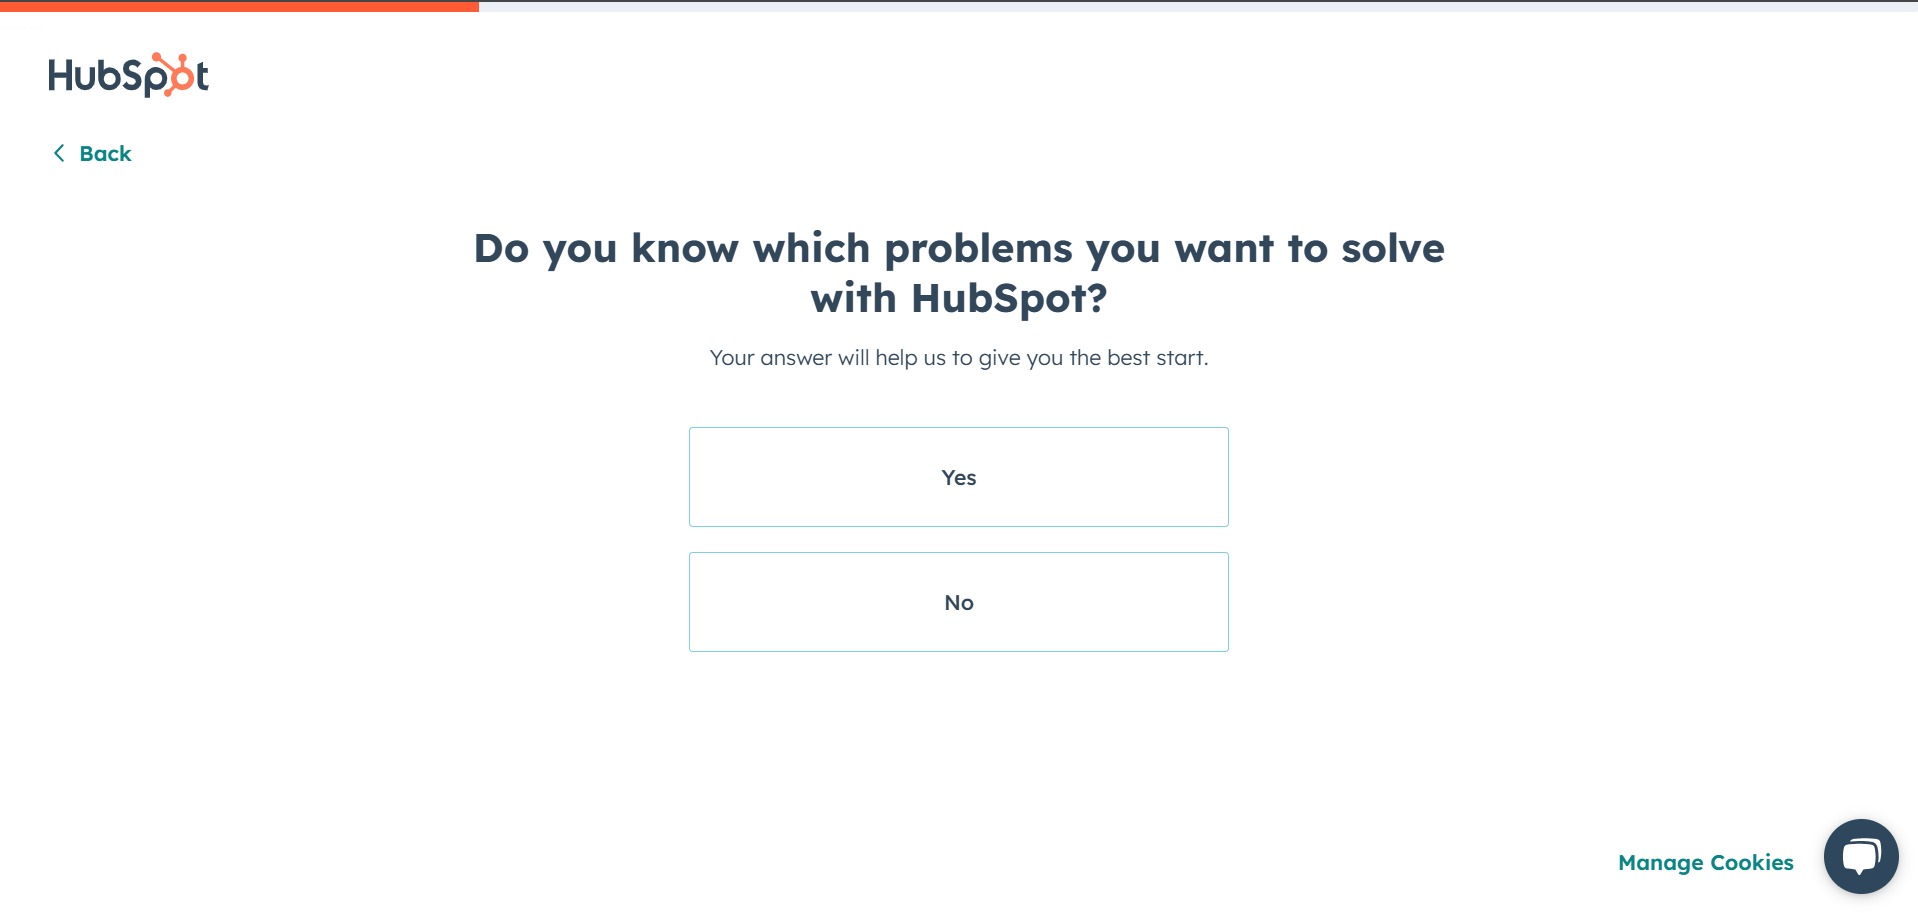 HubSpot
Back
Do you know which problems you want to solve
with HubSpot?
Your answer will help us to give you the best start.
Yes
No
Manage Cookies